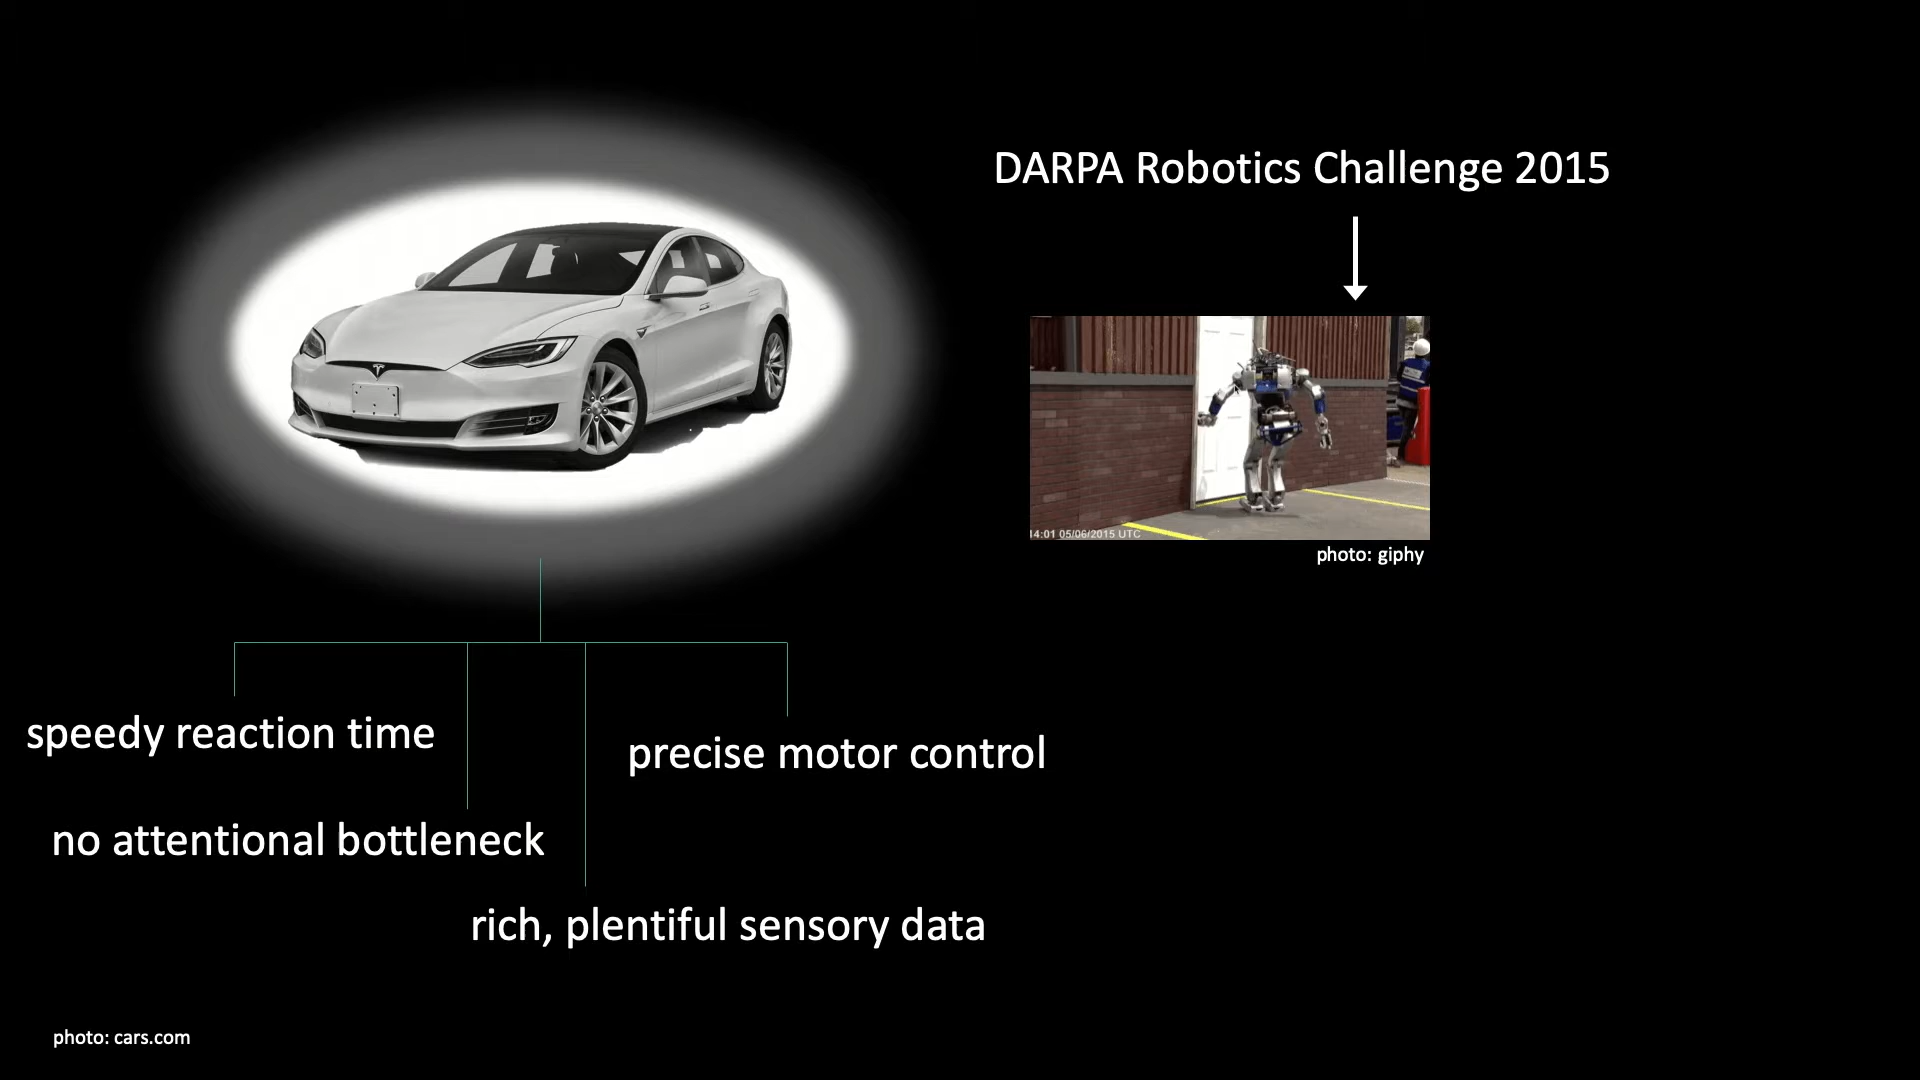 DARPA Robotics Challenge 2015
14:01 05/06/2015 UTC
photo: giphy
speedy reaction time
precise motor control
no attentional bottleneck
rich, plentiful sensory data
photo: cars.com